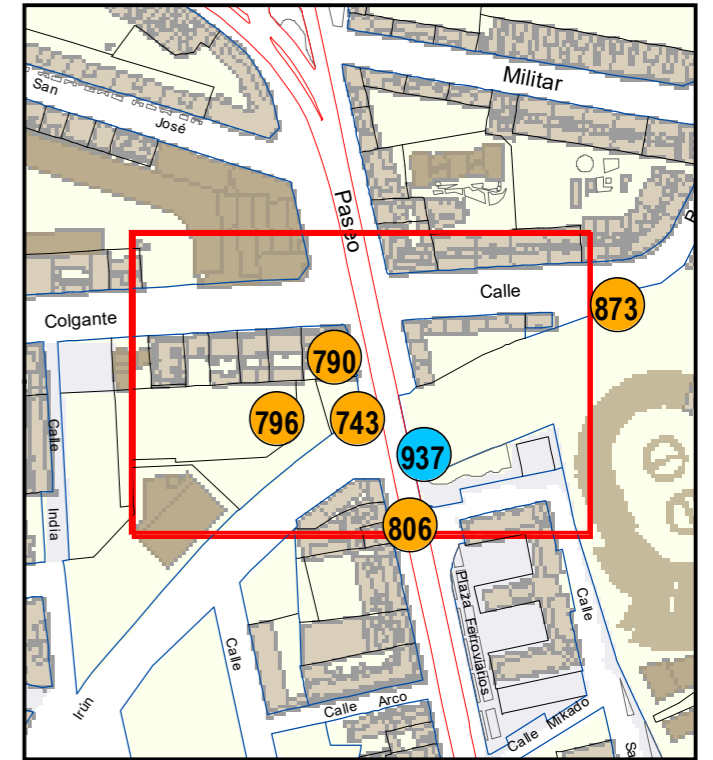 Militar
San
José
Paseo
Calle
Colgante
873
790
796
743
937
806
Calle
India
Plaza Ferroviarios
Calle
Calle
Irún
Calle Arco
Calle Mikado
Sa